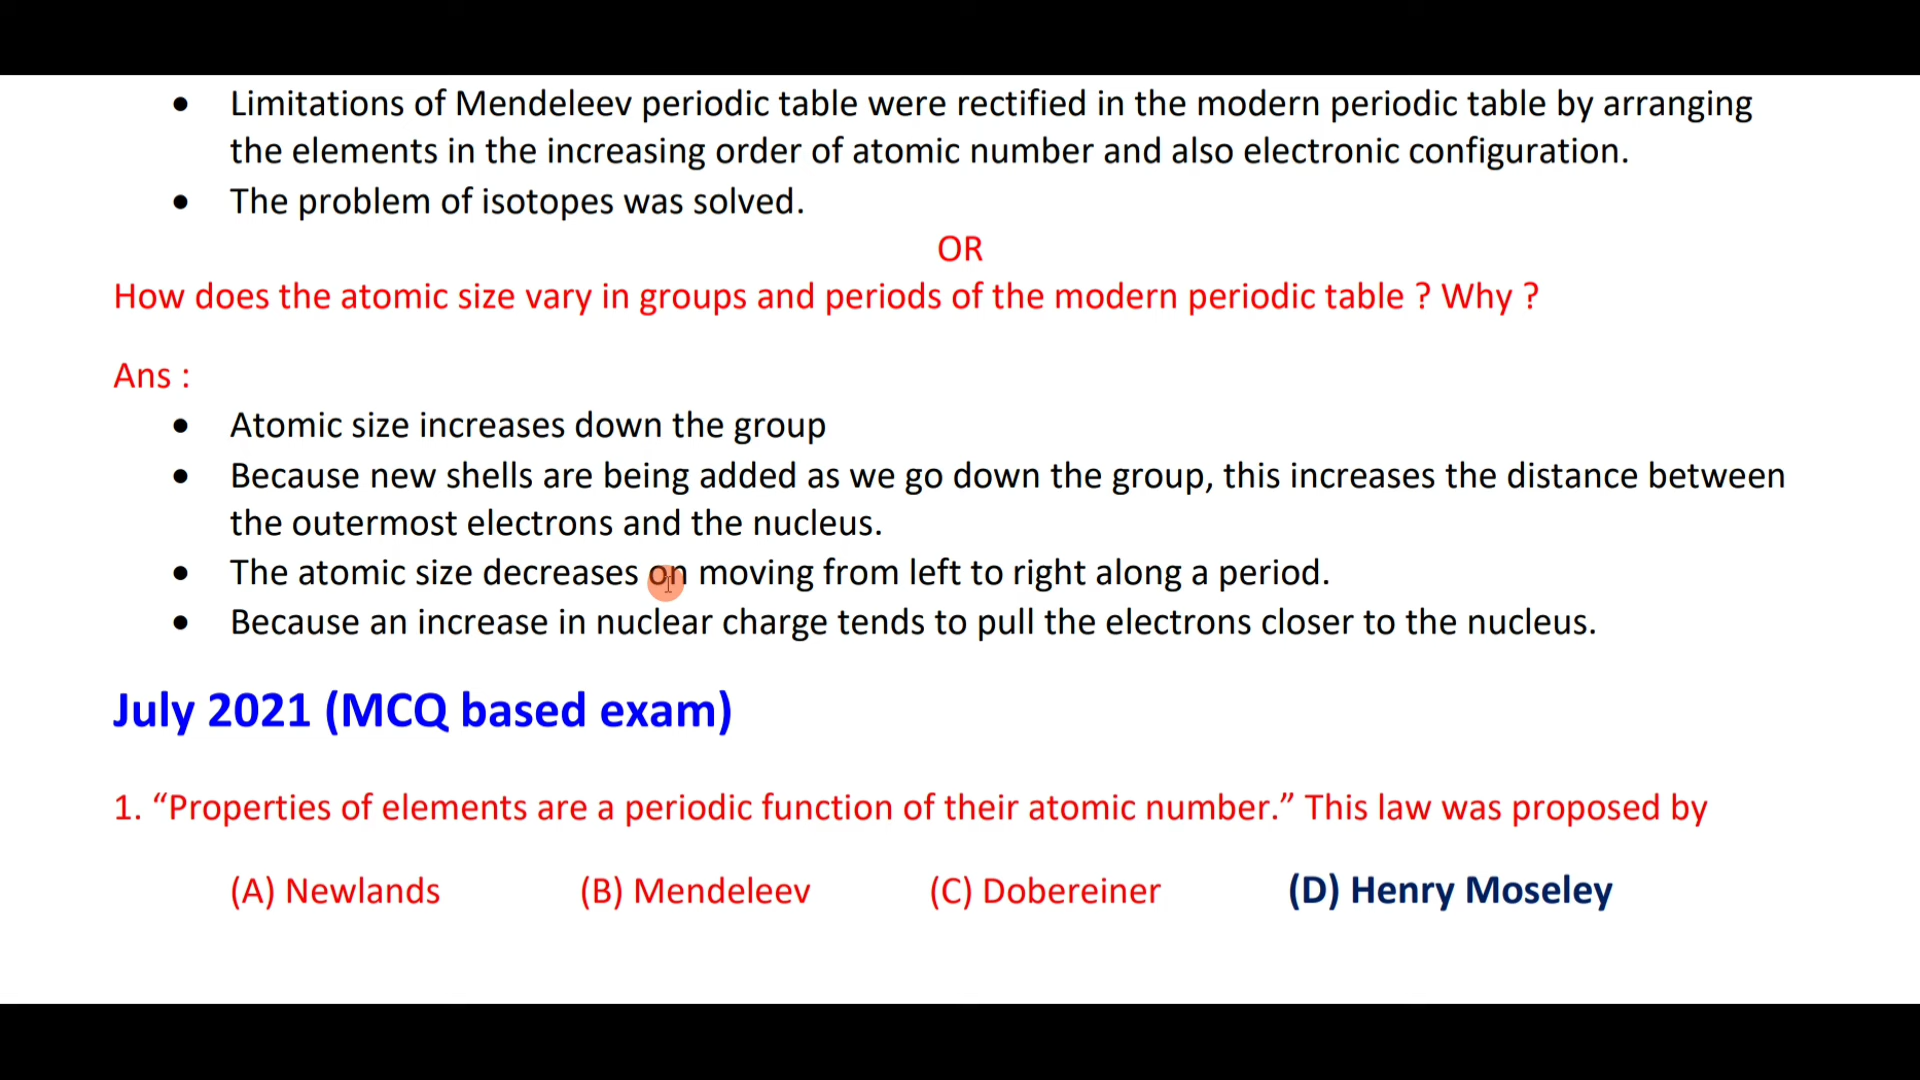 • Limitations of Mendeleev periodic table were rectified in the modern periodic table by arranging
the elements in the increasing order of atomic number and also electronic configuration.
• The problem of isotopes was solved.
OR
How does the atomic size vary in groups and periods of the modern periodic table ? Why ?
Ans :
• Atomic size increases down the group
• Because new shells are being added as we go down the group, this increases the distance between
the outermost electrons and the nucleus.
• The atomic size decreases on moving from left to right along a period.
• Because an increase in nuclear charge tends to pull the electrons closer to the nucleus.
July 2021 (MCQ based exam)
1. “Properties of elements are a periodic function of their atomic number.” This law was proposed by
(A) Newlands (B) Mendeleev (C) Dobereiner (D) Henry Moseley